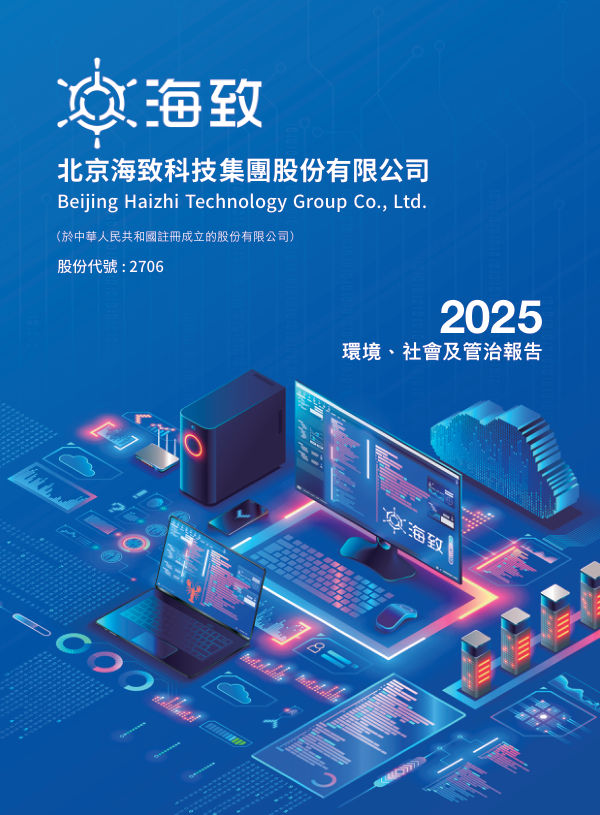 海致
北京海致科技集團股份有限公司
Beijing Haizhi Technology Group Co., Ltd.
（於中華人民共和國註冊成立的股份有限公司）
股份代號 : 2706
2025
環境、社會及管治報告
海致